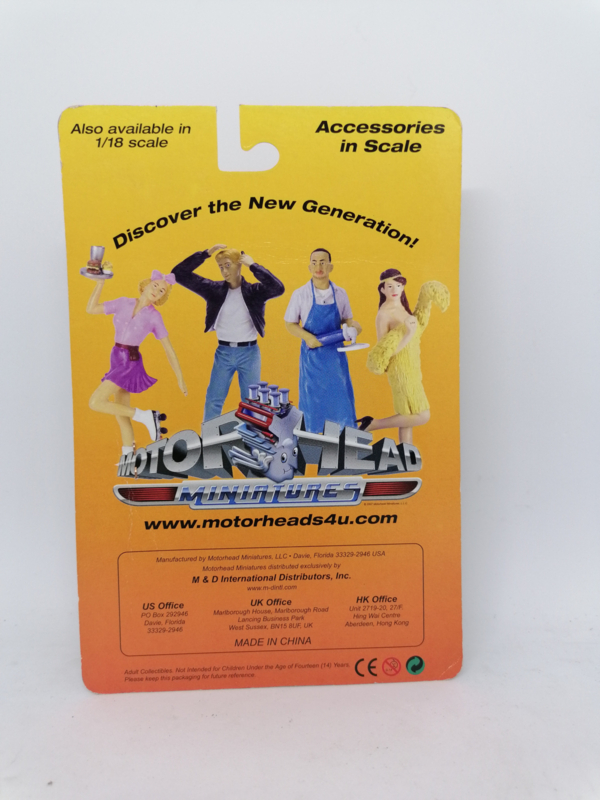 Also available in
1/18 scale
Accessories
in Scale
Discover the New Generation!
MOTORHEAD
MINIATURES
www.motorheads4u.com
Manufactured by Motorhead Miniatures, LLC • Davie, Florida 33329-2946 USA
Motorhead Miniatures distributed exclusively by
M & D International Distributors, Inc.
US Office
PO Box 292946
Davie, Florida
33329-2946
UK Office
Marlborough House, Marlborough Road
Lancing Business Park
West Sussex, BN15 8UF, UK
HK Office
Unit 2719-20, 27/F.
Hing Wai Centre
Aberdeen, Hong Kong
MADE IN CHINA
Adult Collectibles. Not Intended for Children Under the Age of Fourteen (14) Years.
Please keep this packaging for future reference.
CE